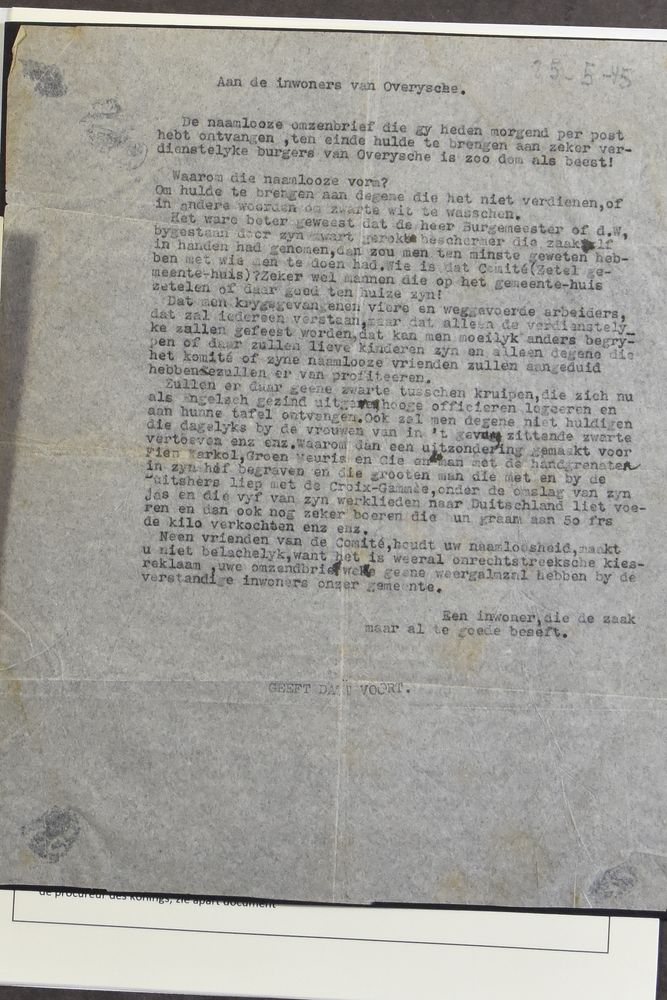 25-5-45
Aan de inwoners van Overysche.
De naamlooze omzenbrief die gy heden morgend per post
hebt ontvangen ,ten einde hulde te brengen aan zeker ver-
dienstelyke burgers van Overysche is zoo dom als beest!
Waarom die naamlooze vorm?
Om hulde te brengen aan degene die het niet verdienen,of
in andere woorden om zwarte wit te wasschen.
Het ware beter geweest dat de heer Burgemeester of d.W,
bygestaan door zyn zwart gerokte beschermer die zaak zelf
in handen had genomen,dan zou men ten minste geweten heb-
ben met wie men te doen had.Wie is dat Comité(Zetel ge-
meente-huis)?Zeker wel mannen die op het gemeente-huis
zetelen of daar goed ten huize zyn!
Dat men krygsgevangenen viere en weggevoerde arbeiders,
dat zal iedereen verstaan,maar dat alleen de verdienstely_
ke zullen gefeest worden,dat kan men moeilyk anders begry-
pen of daar zullen lieve kinderen zyn en alleen degene die
het komité of zyne naamlooze vrienden zullen aangeduid
hebben zullen er van profiteeren.
Zullen er daar geene zwarte tusschen kruipen,die zich nu
als engelsch gezind hooge officieren logeeren en
aan hunne tafel ontvangen.Ook zal men degene niet huldigen
die dagelyks by de vrouwen van in 't gevang zittende zwarte
vertoeven enz enz.Waarom dan een uitzondering gemaakt voor
Fien Kerkol,Groen Meuris en Cie en man met de handgrenaten
in zyn hof begraven en die grooten man die met en by de
Duitshers liep met de Croix-Gammée,onder de omslag van zyn
jas en die vyf van zyn werklieden naar Duitschland liet voe-
ren en dan ook nog zeker boeren die hun graam aan 50 frs
de kilo verkochten enz enz.
Neen vrienden van de Comité,houdt uw naamloosheid,maakt
u niet belachelyk,want het is weeral onrechtstreeksche kies-
reklaam ,uwe omzendbrief geene weergalmzal hebben by de
verstandige inwoners onzer gemeente.
Een inwoner,die de zaak
maar al te goede beseft.
GEEFT DAT VOORT.
de procureur des konings, zie apart document